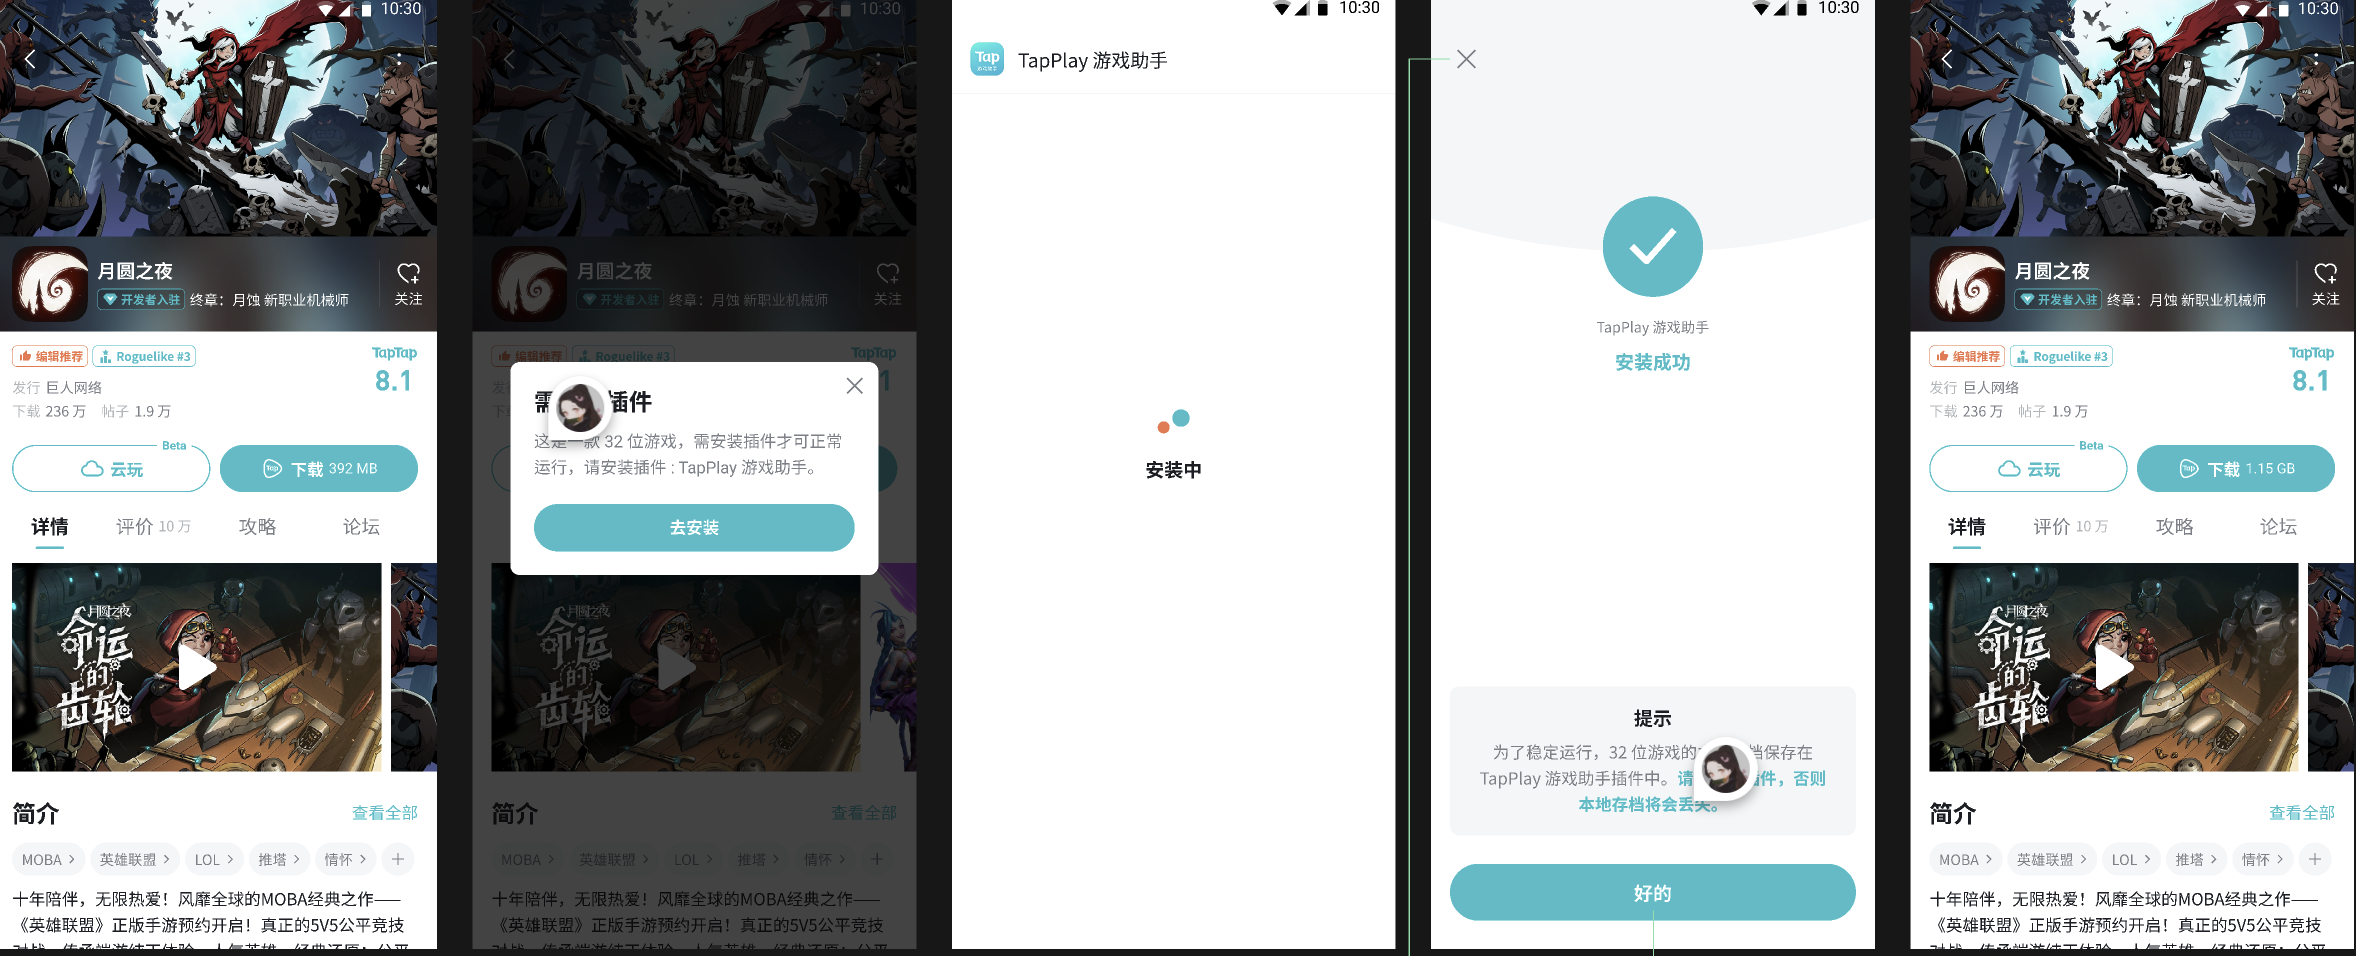 10:30
月圆之夜
开发者入驻 终章：月蚀 新职业机械师
关注
编辑推荐 Roguelike #3
TapTap
8.1
发行 巨人网络
下载 236 万 帖子 1.9 万
Beta
云玩
Tap 下载 392 MB
详情 评价 10 万 攻略 论坛
月圆之夜
命运的齿轮
简介 查看全部
MOBA 英雄联盟 LOL 推塔 情怀
十年陪伴，无限热爱！风靡全球的MOBA经典之作——
《英雄联盟》正版手游预约开启！真正的5V5公平竞技
10:30
月圆之夜
开发者入驻 终章：月蚀 新职业机械师
关注
编辑推荐 Roguelike #3
TapTap
需 插件
这是一款 32 位游戏，需安装插件才可正常
运行，请安装插件 : TapPlay 游戏助手。
去安装
月圆之夜
命运的齿轮
简介 查看全部
MOBA 英雄联盟 LOL 推塔 情怀
十年陪伴，无限热爱！风靡全球的MOBA经典之作——
《英雄联盟》正版手游预约开启！真正的5V5公平竞技
10:30
Tap
TapPlay 游戏助手
安装中
10:30
TapPlay 游戏助手
安装成功
提示
为了稳定运行，32 位游戏的 档保存在
TapPlay 游戏助手插件中。请 件，否则
本地存档将会丢失。
好的
10:30
月圆之夜
开发者入驻 终章：月蚀 新职业机械师
关注
编辑推荐 Roguelike #3
TapTap
8.1
发行 巨人网络
下载 236 万 帖子 1.9 万
Beta
云玩
Tap 下载 1.15 GB
详情 评价 10 万 攻略 论坛
月圆之夜
命运的齿轮
简介 查看全部
MOBA 英雄联盟 LOL 推塔 情怀
十年陪伴，无限热爱！风靡全球的MOBA经典之作——
《英雄联盟》正版手游预约开启！真正的5V5公平竞技